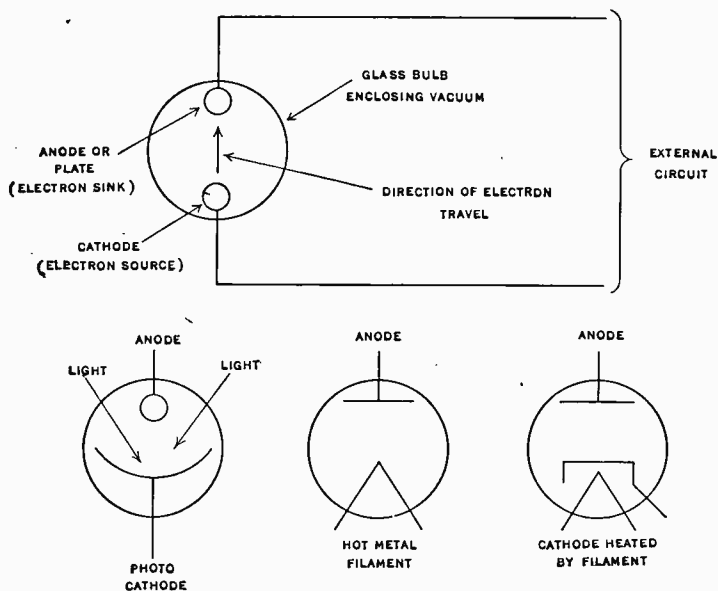 GLASS BULB
ENCLOSING VACUUM
ANODE OR
PLATE
(ELECTRON SINK)
EXTERNAL
CIRCUIT
DIRECTION OF ELECTRON
TRAVEL
CATHODE
(ELECTRON SOURCE)
ANODE
LIGHT
LIGHT
PHOTO
CATHODE
ANODE
HOT METAL
FILAMENT
ANODE
CATHODE HEATED
BY FILAMENT